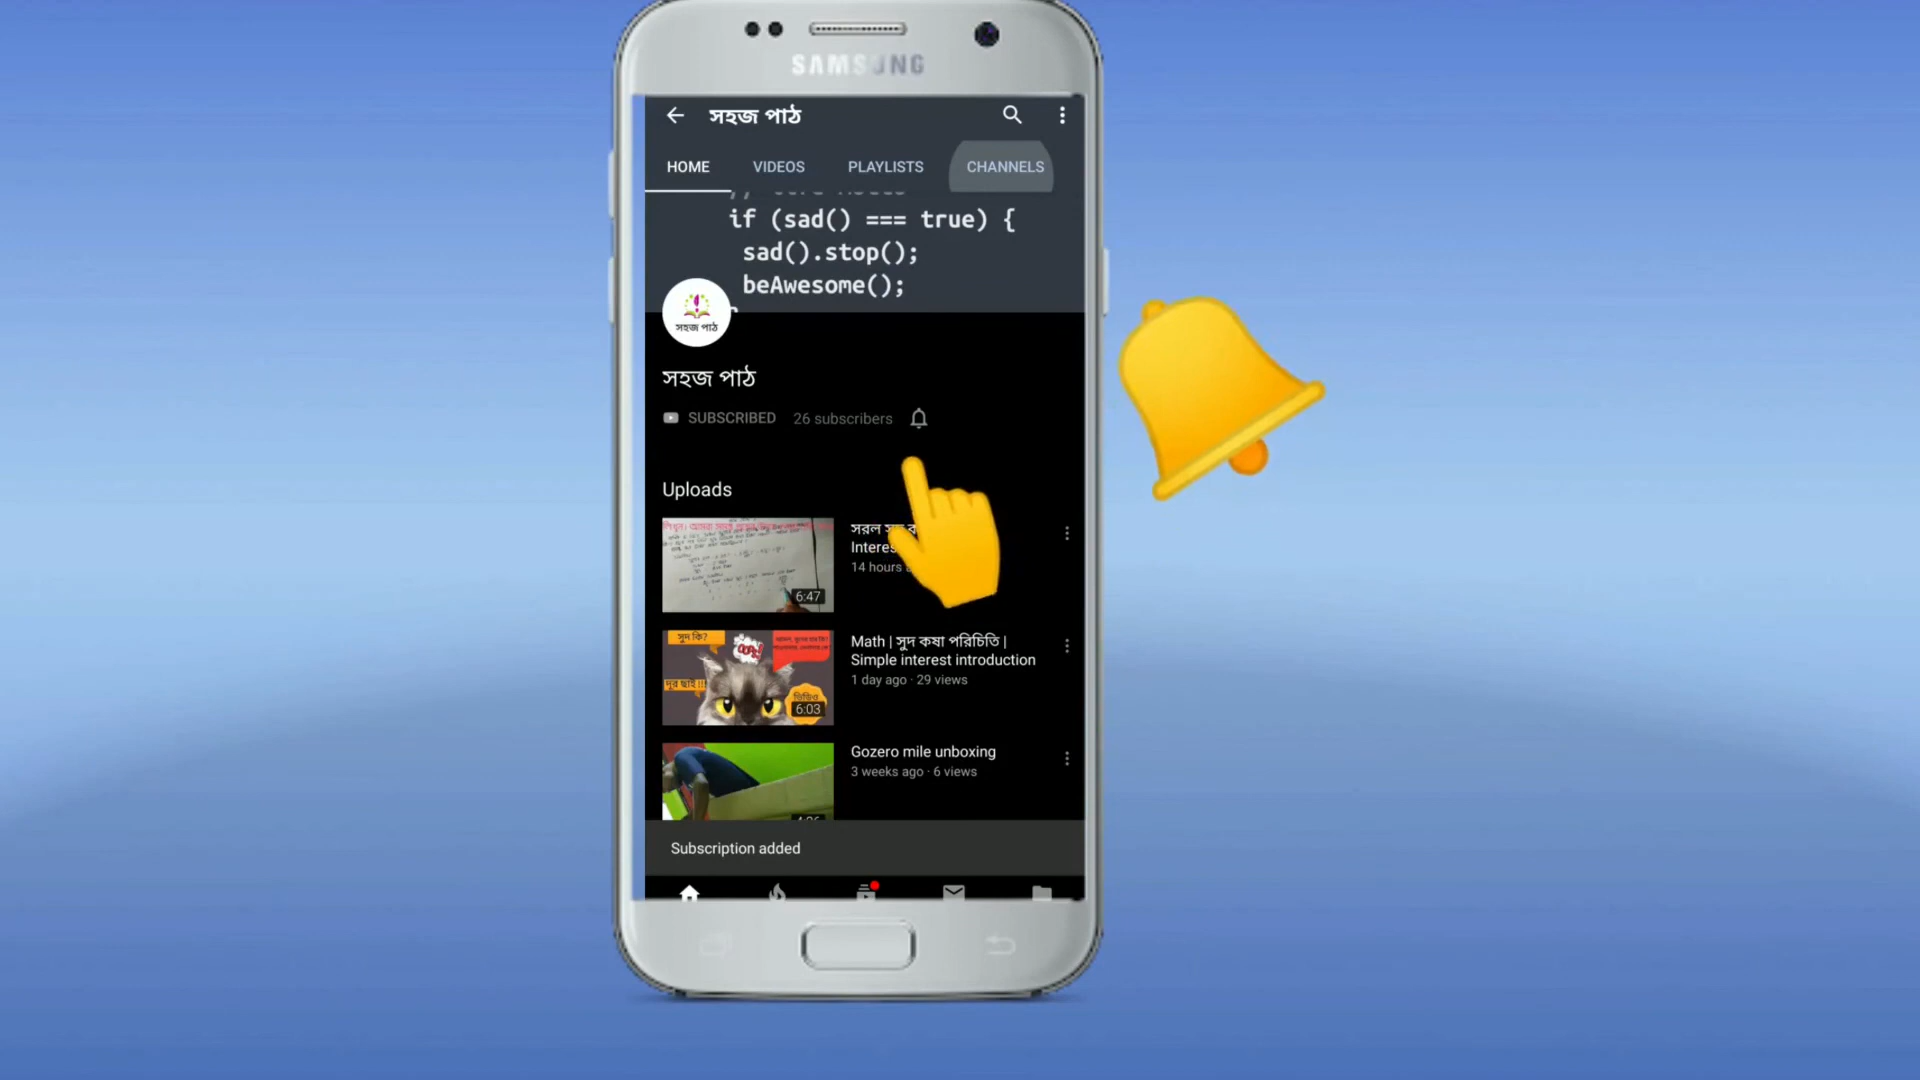 SAMSUNG
সহজ পাঠ
HOME VIDEOS PLAYLISTS CHANNELS
if (sad() === true) {
sad().stop();
beAwesome();
সহজ পাঠ
সহজ পাঠ
SUBSCRIBED 26 subscribers
Uploads
সরল
Interes
14 hours
6:47
সুদ কি?
দূর ছাই !!!
6:03
Math | সুদ কষা পরিচিতি |
Simple interest introduction
1 day ago · 29 views
Gozero mile unboxing
3 weeks ago · 6 views
Subscription added